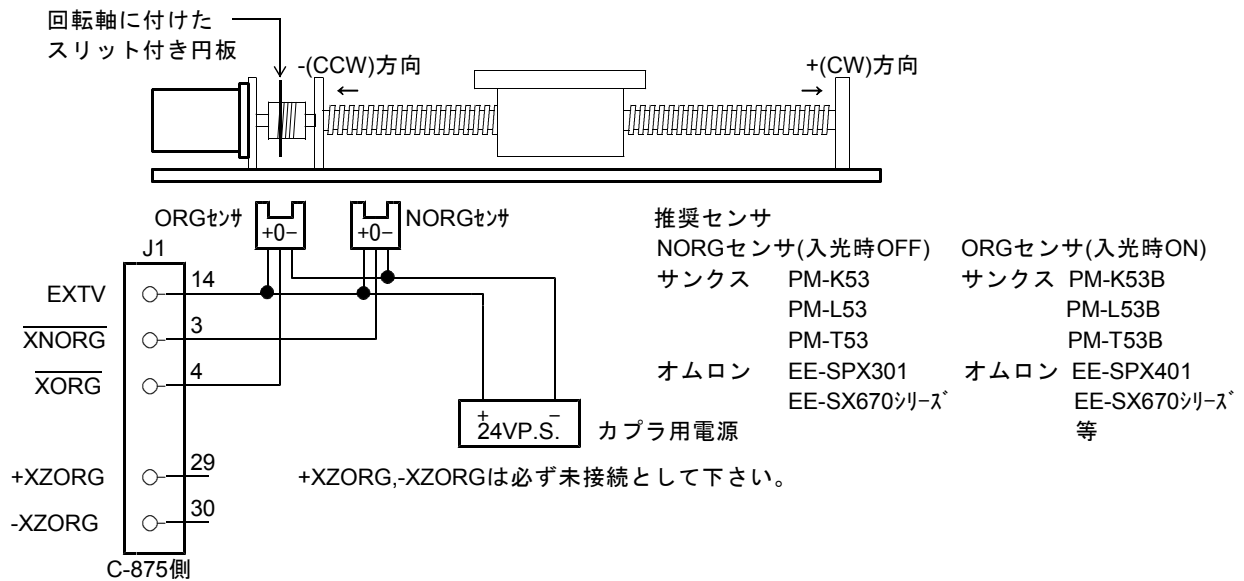 回転軸に付けた
スリット付き円板
-(CCW)方向
←
+(CW)方向
→
ORGｾﾝｻ
+0−
NORGｾﾝｻ
+0−
J1
EXTV
14
XNORG
3
XORG
4
+XZORG
29
-XZORG
30
C-875側
+ −
24VP.S.
カプラ用電源
+XZORG,-XZORGは必ず未接続として下さい。
推奨センサ
NORGセンサ(入光時OFF) ORGセンサ(入光時ON)
サンクス PM-K53 サンクス PM-K53B
PM-L53 PM-L53B
PM-T53 PM-T53B
オムロン EE-SPX301 オムロン EE-SPX401
EE-SX670ｼﾘｰｽﾞ EE-SX670ｼﾘｰｽﾞ
等